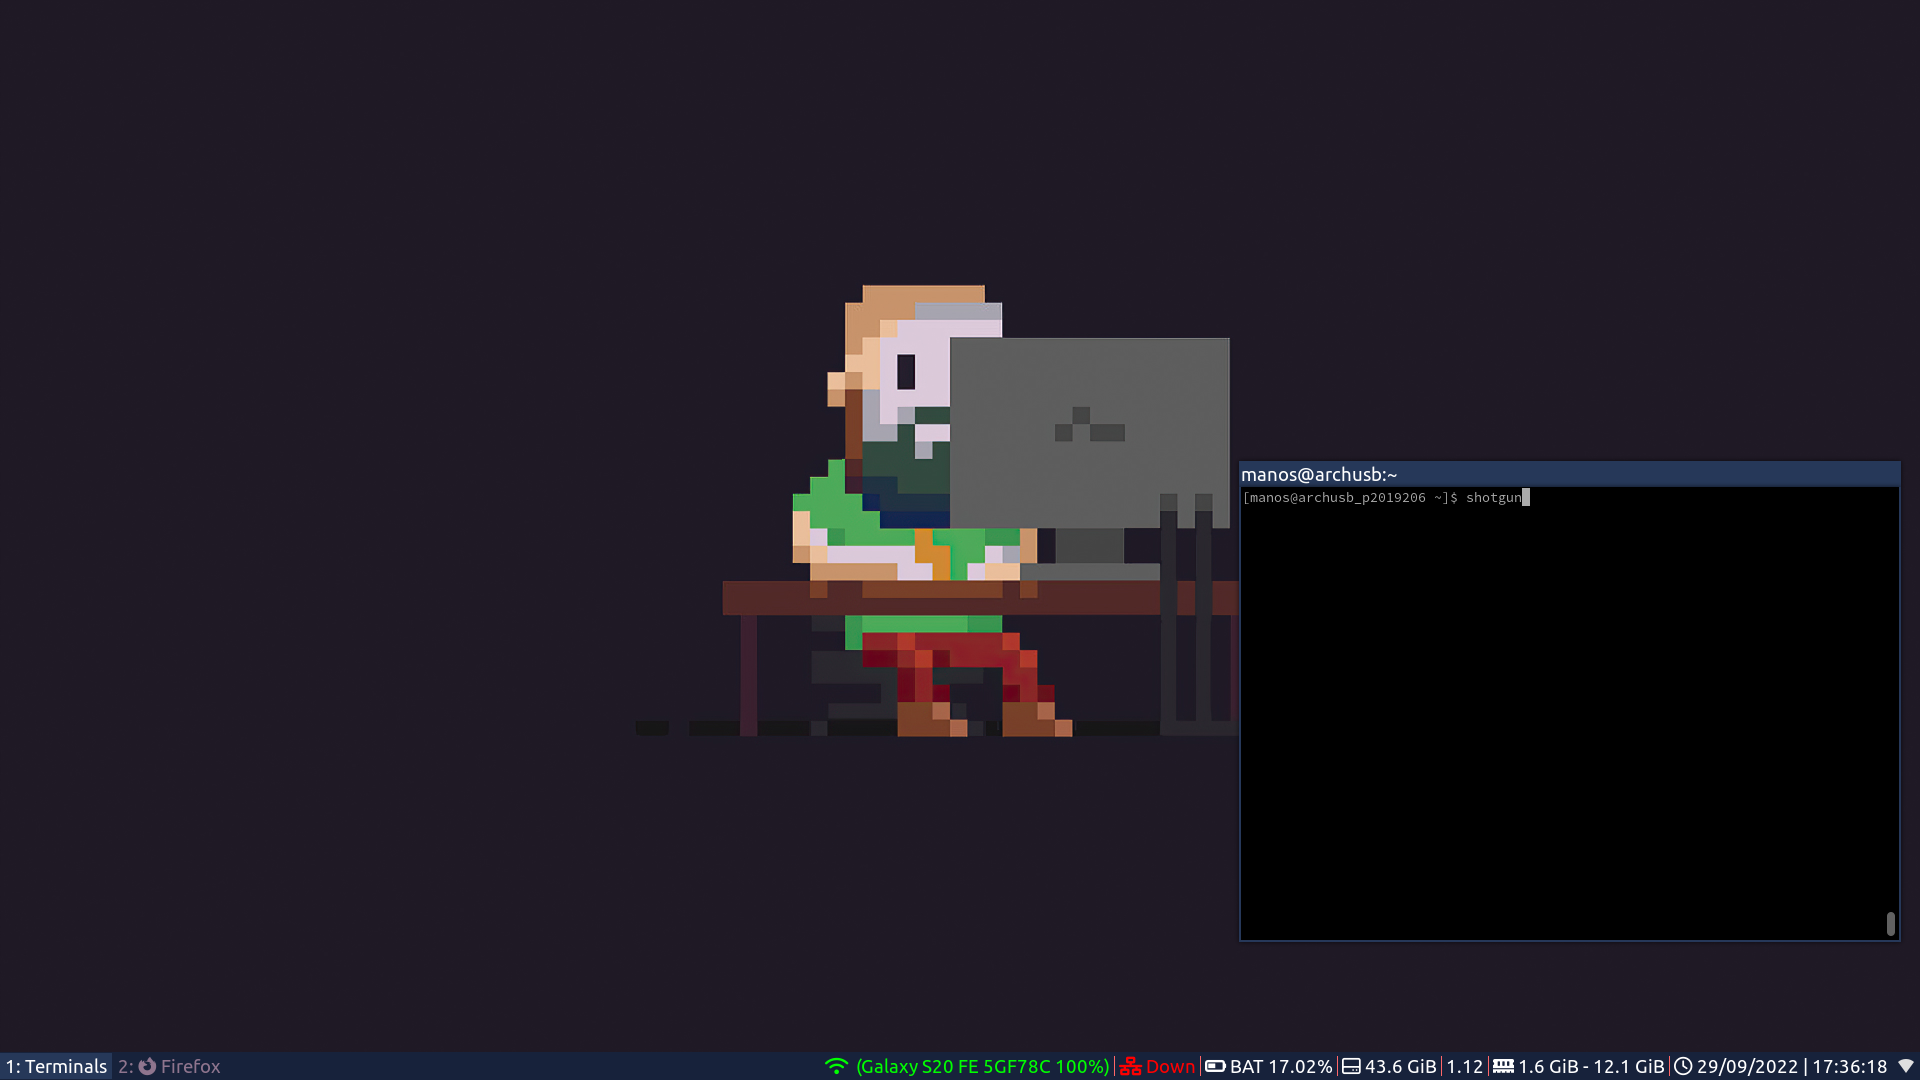 manos@archusb:~
[manos@archusb_p2019206 ~]$ shotgun
1: Terminals 2: Firefox (Galaxy S20 FE 5GF78C 100%)| Down| BAT 17.02%| 43.6 GiB| 1.12| 1.6 GiB - 12.1 GiB| 29/09/2022 | 17:36:18